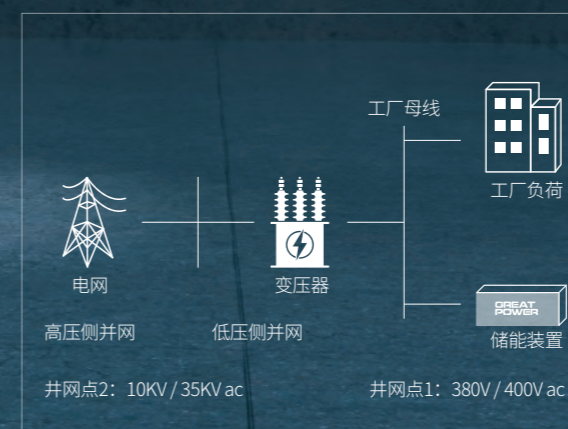 工厂母线
工厂负荷
电网
变压器
GREAT
POWER
储能装置
高压侧并网
低压侧并网
井网点2：10KV / 35KV ac
井网点1：380V / 400V ac